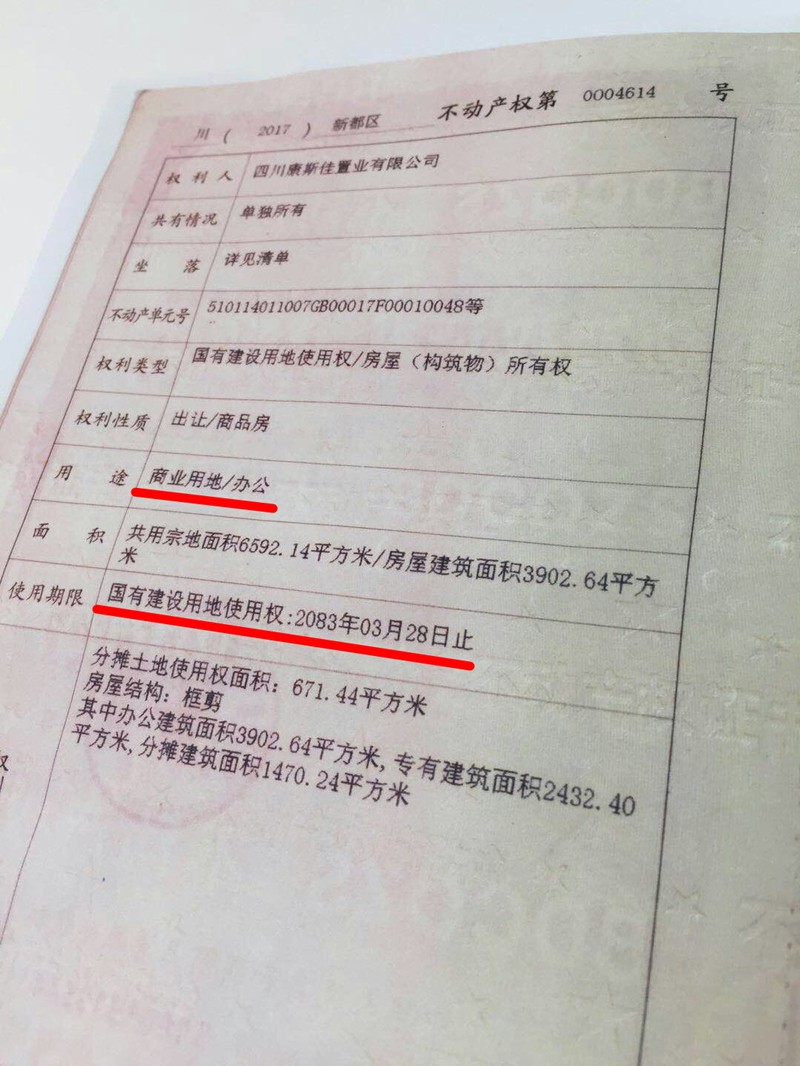 川（ 2017 ）新都区 不动产权第 0004614 号
权利人 四川康斯佳置业有限公司
共有情况 单独所有
坐落 详见清单
不动产单元号 510114011007GB00017F00010048等
权利类型 国有建设用地使用权/房屋（构筑物）所有权
权利性质 出让/商品房
用途 商业用地/办公
面积 共用宗地面积6592.14平方米/房屋建筑面积3902.64平方
米
使用期限 国有建设用地使用权:2083年03月28日止
分摊土地使用权面积: 671.44平方米
房屋结构: 框剪
其中办公建筑面积3902.64平方米,专有建筑面积2432.40
平方米,分摊建筑面积1470.24平方米